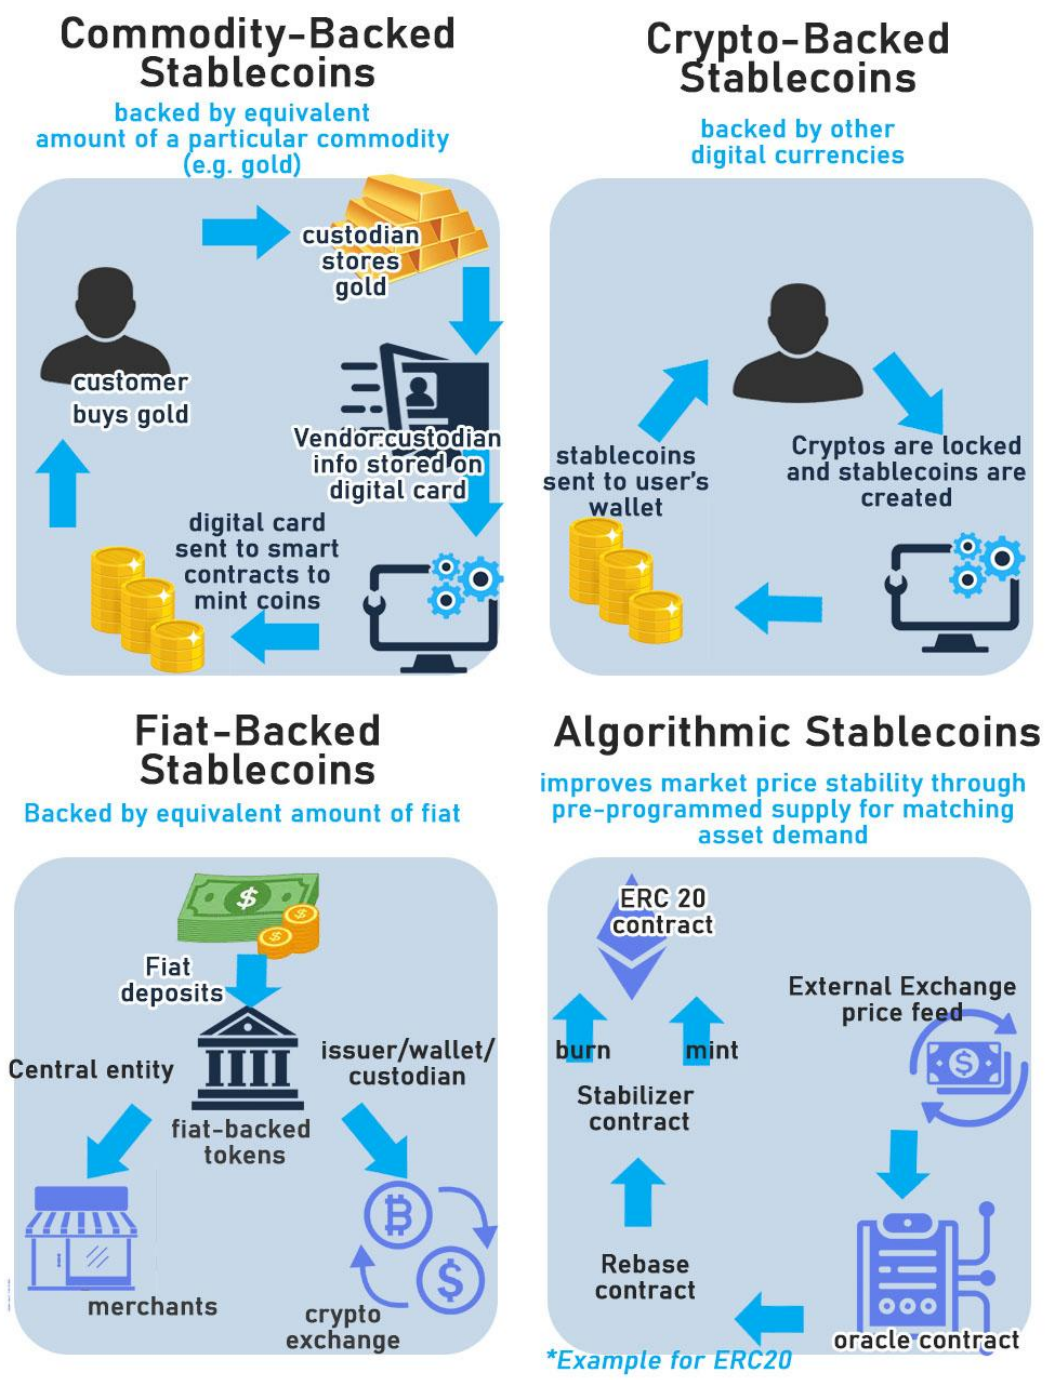 Commodity-Backed
Stablecoins
backed by equivalent
amount of a particular commodity
(e.g. gold)
custodian
stores
gold
customer
buys gold
Vendor:custodian
info stored on
digital card
digital card
sent to smart
contracts to
mint coins
Crypto-Backed
Stablecoins
backed by other
digital currencies
stablecoins
sent to user's
wallet
Cryptos are locked
and stablecoins are
created
Fiat-Backed
Stablecoins
Backed by equivalent amount of fiat
Fiat
deposits
Central entity
issuer/wallet/
custodian
fiat-backed
tokens
merchants
crypto
exchange
Algorithmic Stablecoins
improves market price stability through
pre-programmed supply for matching
asset demand
ERC 20
contract
External Exchange
price feed
burn
mint
Stabilizer
contract
Rebase
contract
oracle contract
*Example for ERC20